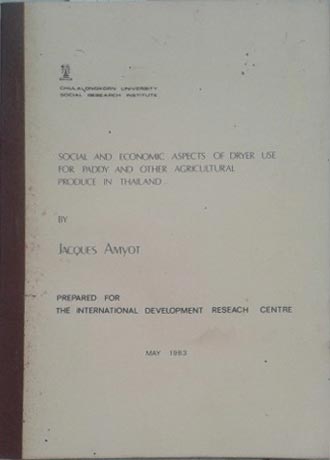 CHULALONGKORN UNIVERSITY
SOCIAL RESEARCH INSTITUTE
SOCIAL AND ECONOMIC ASPECTS OF DRYER USE
FOR PADDY AND OTHER AGRICULTURAL
PRODUCE IN THAILAND
BY
JACQUES AMYOT
PREPARED FOR
THE INTERNATIONAL DEVELOPMENT RESEACH CENTRE
MAY 1983